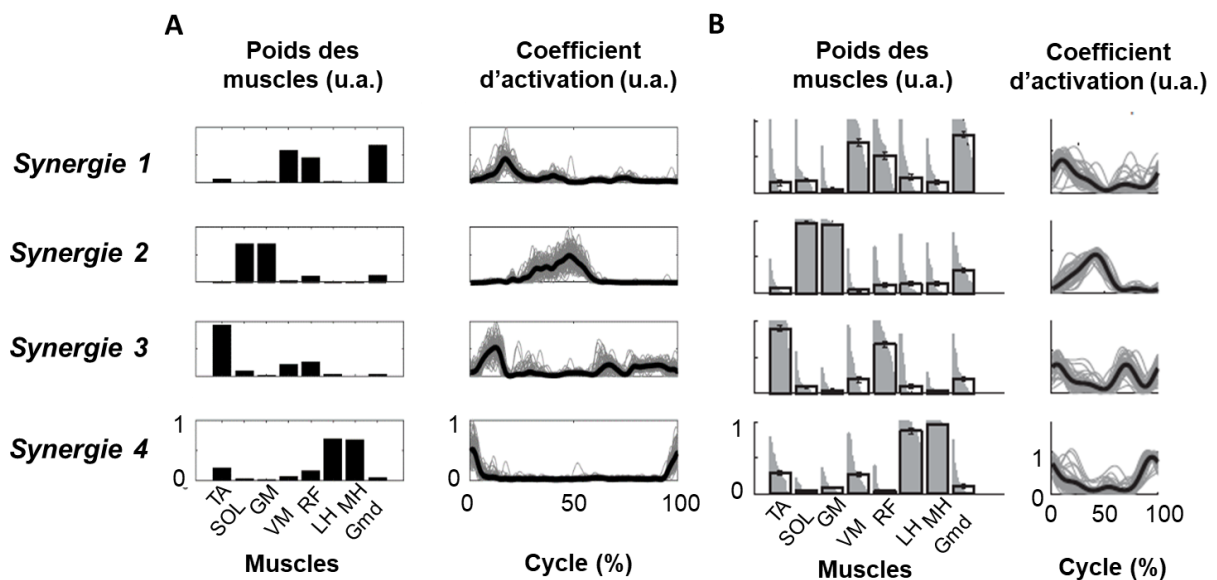 A
B
Poids des
muscles (u.a.)
Coefficient
d'activation (u.a.)
Poids des
muscles (u.a.)
Coefficient
d'activation (u.a.)
Synergie 1
Synergie 2
Synergie 3
Synergie 4
1
0
TA
SOL
GM
VM
RF
LH
MH
Gmd
0
50
100
Muscles
Cycle (%)
1
0
TA
SOL
GM
VM
RF
LH
MH
Gmd
1
0
0
50
100
Muscles
Cycle (%)